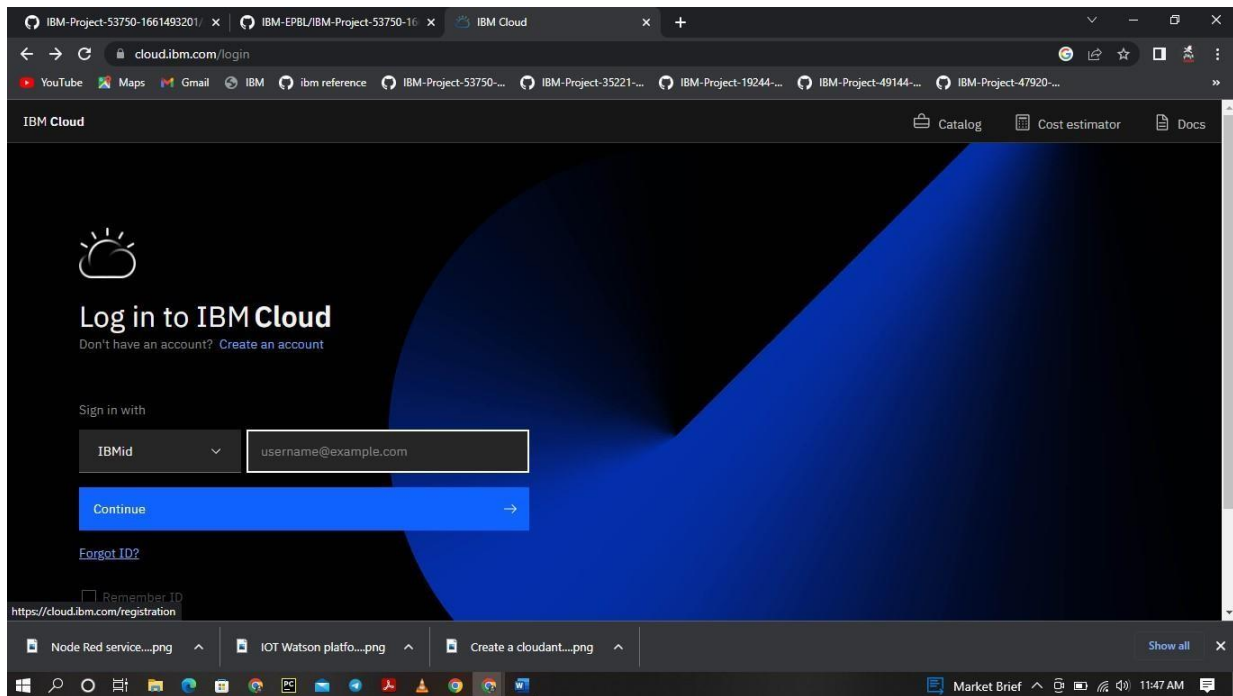 IBM-Project-53750-1661493201/
IBM-EPBL/IBM-Project-53750-16
IBM Cloud
cloud.ibm.com/login
YouTube
Maps
Gmail
IBM
ibm reference
IBM-Project-53750-...
IBM-Project-35221-...
IBM-Project-19244-...
IBM-Project-49144-...
IBM-Project-47920-...
IBM Cloud
Catalog
Cost estimator
Docs
Log in to IBM Cloud
Don't have an account? Create an account
Sign in with
IBMid
username@example.com
Continue
Forgot ID?
Remember ID
https://cloud.ibm.com/registration
Node Red service....png
IOT Watson platfo....png
Create a cloudant....png
Show all
PC
W
Market Brief
11:47 AM